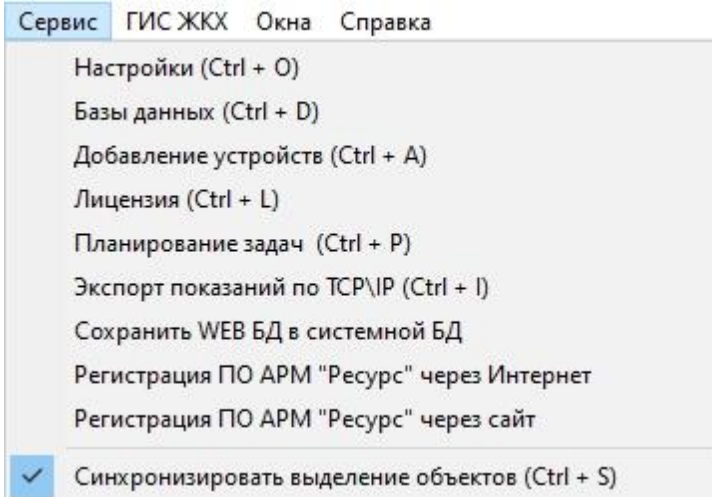 Сервис ГИС ЖКХ Окна Справка
Настройки (Ctrl + O)
Базы данных (Ctrl + D)
Добавление устройств (Ctrl + A)
Лицензия (Ctrl + L)
Планирование задач (Ctrl + P)
Экспорт показаний по TCP\IP (Ctrl + I)
Сохранить WEB БД в системной БД
Регистрация ПО АРМ "Ресурс" через Интернет
Регистрация ПО АРМ "Ресурс" через сайт
Синхронизировать выделение объектов (Ctrl + S)